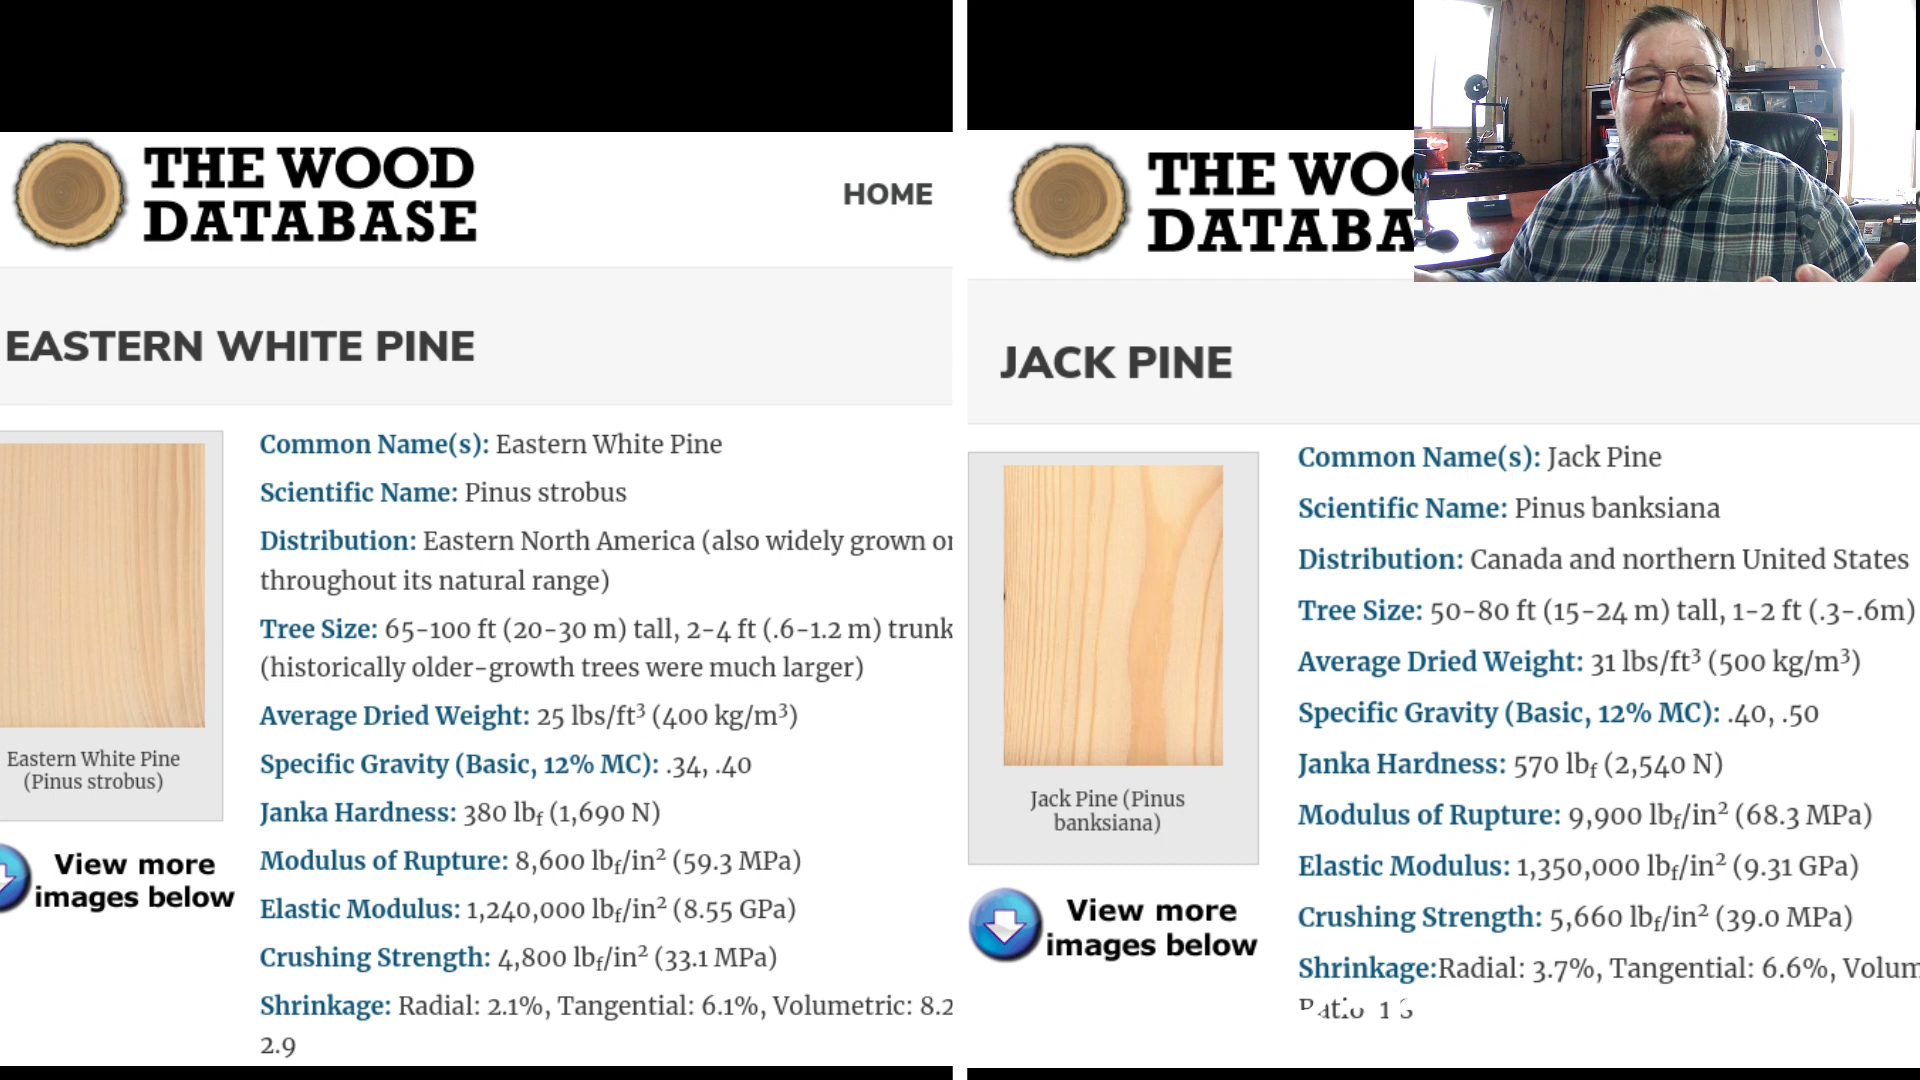 THE WOOD
DATABASE
HOME
EASTERN WHITE PINE
Eastern White Pine
(Pinus strobus)
View more
images below
Common Name(s): Eastern White Pine
Scientific Name: Pinus strobus
Distribution: Eastern North America (also widely grown
throughout its natural range)
Tree Size: 65-100 ft (20-30 m) tall, 2-4 ft (.6-1.2 m) trunk
(historically older-growth trees were much larger)
Average Dried Weight: 25 lbs/ft³ (400 kg/m³)
Specific Gravity (Basic, 12% MC): .34, .40
Janka Hardness: 380 lbf (1,690 N)
Modulus of Rupture: 8,600 lbf/in² (59.3 MPa)
Elastic Modulus: 1,240,000 lbf/in² (8.55 GPa)
Crushing Strength: 4,800 lbf/in² (33.1 MPa)
Shrinkage: Radial: 2.1%, Tangential: 6.1%, Volumetric: 8.2
2.9
THE WOO
DATABA
JACK PINE
Jack Pine (Pinus
banksiana)
View more
images below
Common Name(s): Jack Pine
Scientific Name: Pinus banksiana
Distribution: Canada and northern United States
Tree Size: 50-80 ft (15-24 m) tall, 1-2 ft (.3-.6m)
Average Dried Weight: 31 lbs/ft³ (500 kg/m³)
Specific Gravity (Basic, 12% MC): .40, .50
Janka Hardness: 570 lbf (2,540 N)
Modulus of Rupture: 9,900 lbf/in² (68.3 MPa)
Elastic Modulus: 1,350,000 lbf/in² (9.31 GPa)
Crushing Strength: 5,660 lbf/in² (39.0 MPa)
Shrinkage:Radial: 3.7%, Tangential: 6.6%, Volum